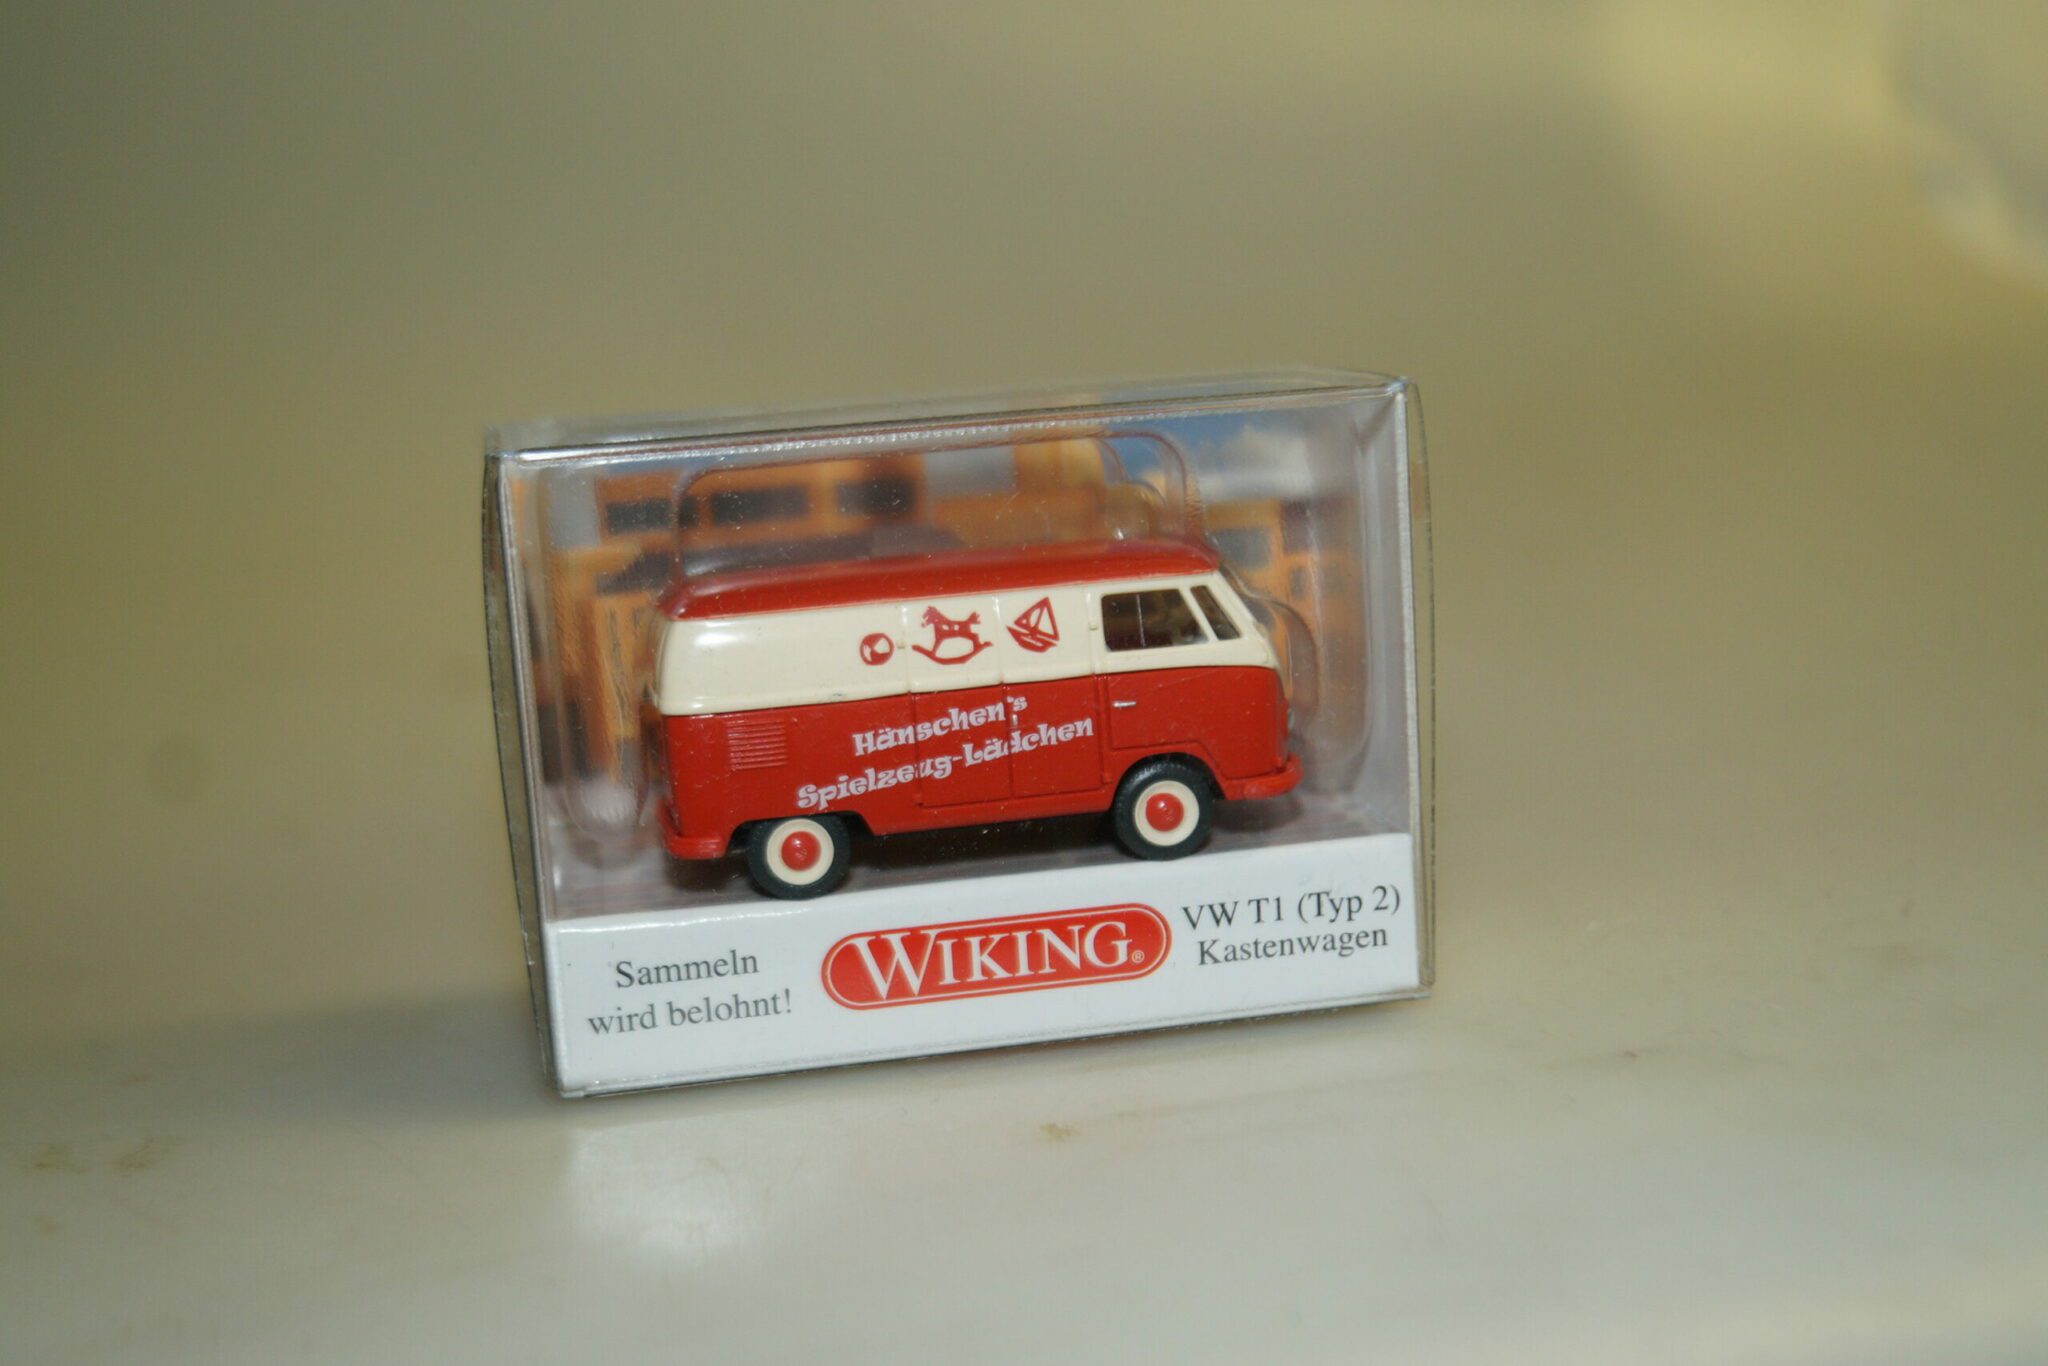 Hänschen's
Spielzeug-Lädchen
Sammeln
wird belohnt!
WIKING®
VW T1 (Typ 2)
Kastenwagen